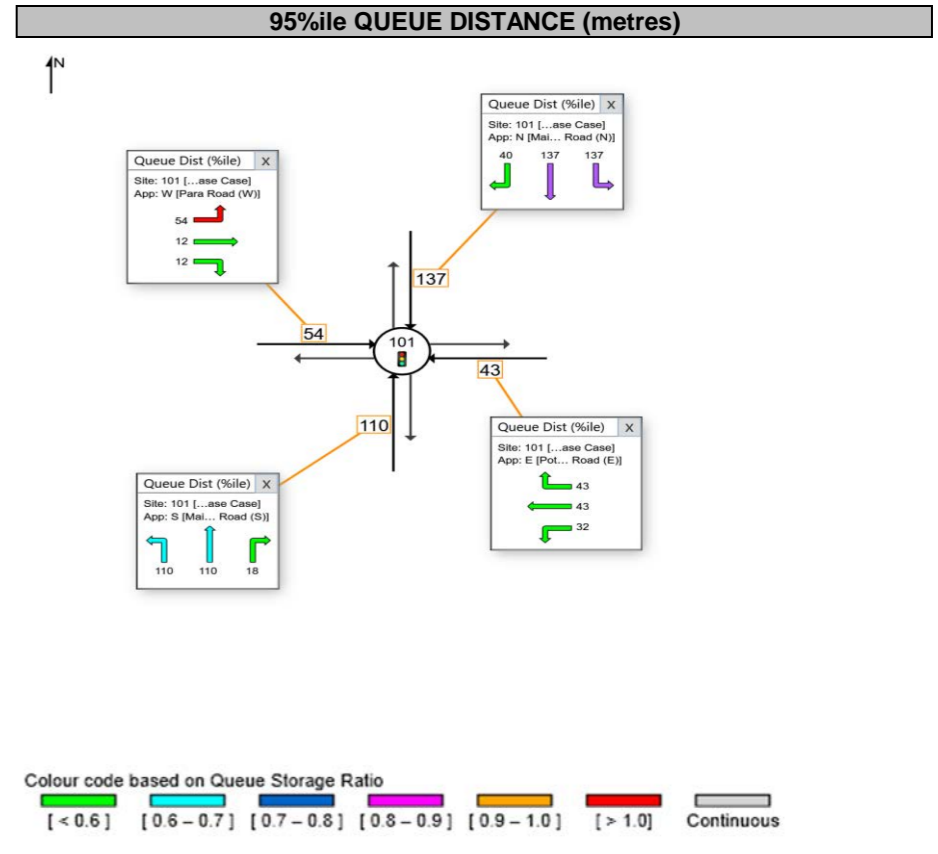 95%ile QUEUE DISTANCE (metres)
N
Queue Dist (%ile) X
Site: 101 [...ase Case]
App: N [Mai... Road (N)]
40 137 137
Queue Dist (%ile) X
Site: 101 [...ase Case]
App: W [Para Road (W)]
54
12
12
137
54
101
43
110
Queue Dist (%ile) X
Site: 101 [...ase Case]
App: E [Pot... Road (E)]
43
43
32
Queue Dist (%ile) X
Site: 101 [...ase Case]
App: S [Mai... Road (S)]
110 110 18
Colour code based on Queue Storage Ratio
[ < 0.6 ] [ 0.6 – 0.7 ] [ 0.7 – 0.8 ] [ 0.8 – 0.9 ] [ 0.9 – 1.0 ] [ > 1.0] Continuous